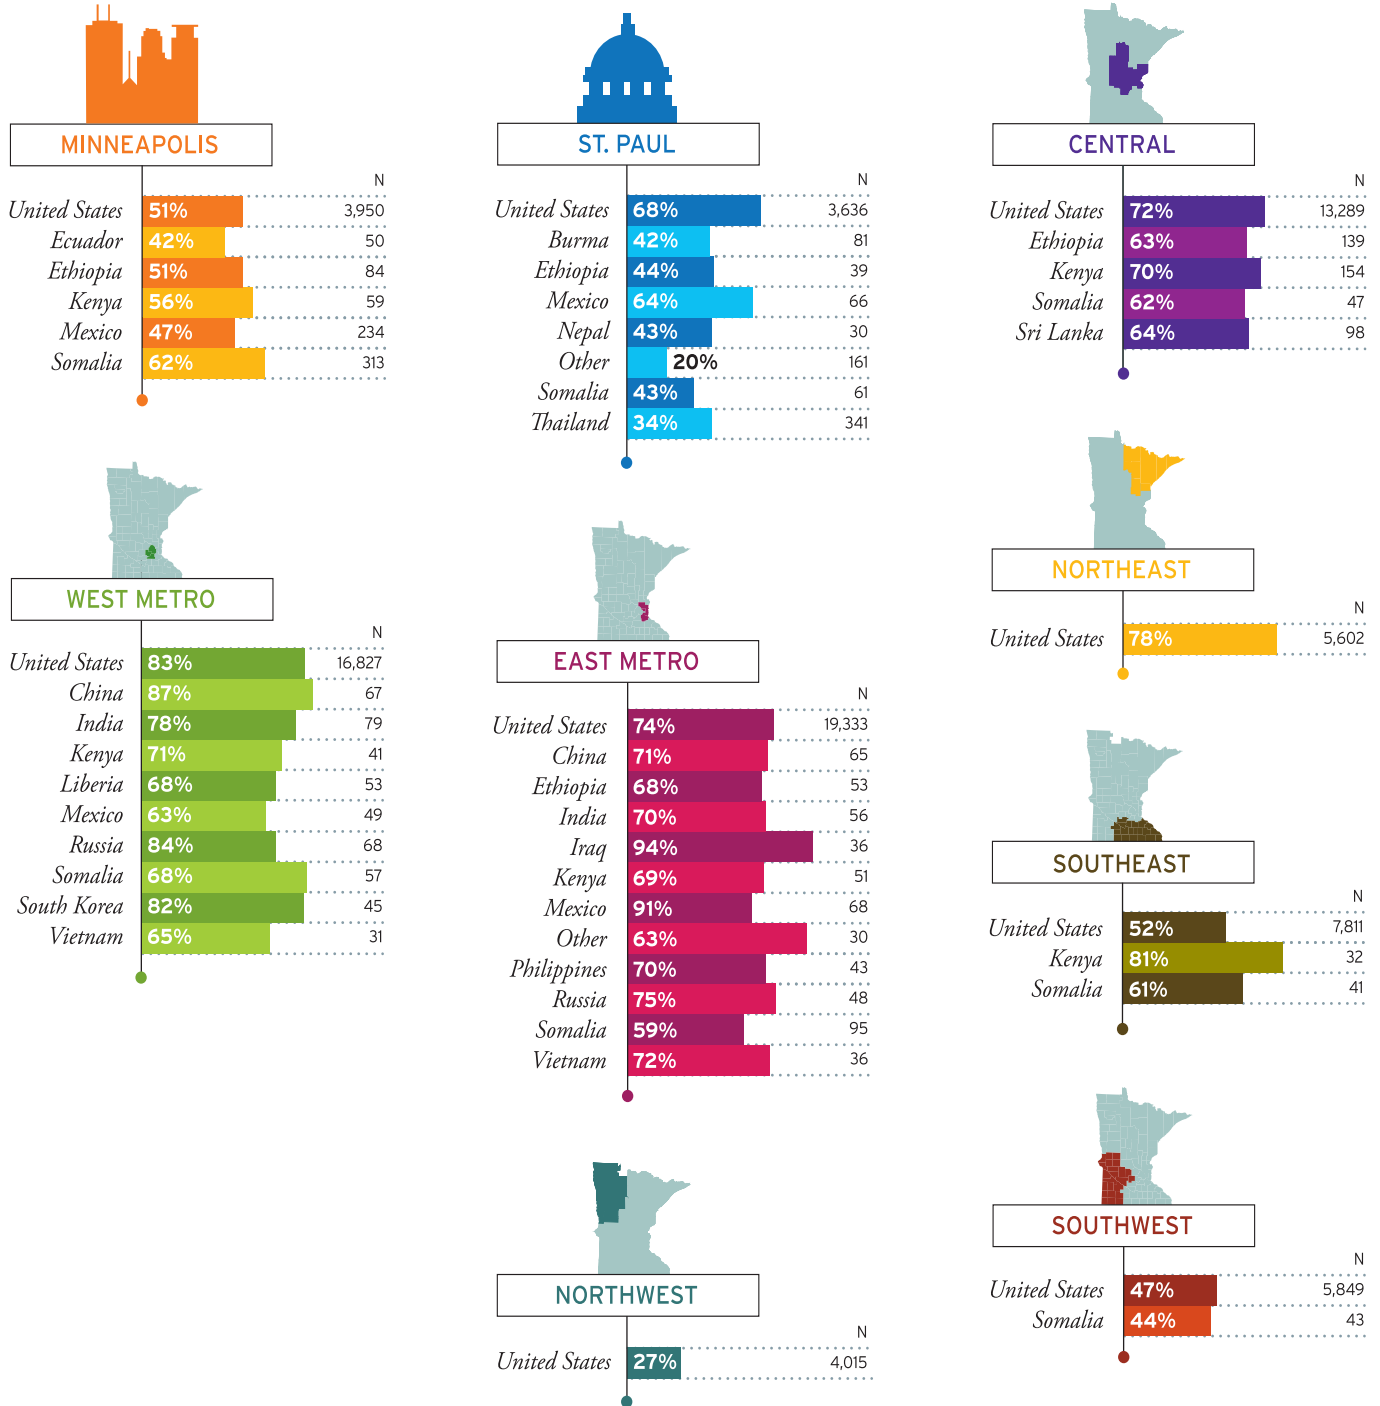 MINNEAPOLIS
N
United States 51% 3,950
Ecuador 42% 50
Ethiopia 51% 84
Kenya 56% 59
Mexico 47% 234
Somalia 62% 313
ST. PAUL
N
United States 68% 3,636
Burma 42% 81
Ethiopia 44% 39
Mexico 64% 66
Nepal 43% 30
Other 20% 161
Somalia 43% 61
Thailand 34% 341
CENTRAL
N
United States 72% 13,289
Ethiopia 63% 139
Kenya 70% 154
Somalia 62% 47
Sri Lanka 64% 98
WEST METRO
N
United States 83% 16,827
China 87% 67
India 78% 79
Kenya 71% 41
Liberia 68% 53
Mexico 63% 49
Russia 84% 68
Somalia 68% 57
South Korea 82% 45
Vietnam 65% 31
EAST METRO
N
United States 74% 19,333
China 71% 65
Ethiopia 68% 53
India 70% 56
Iraq 94% 36
Kenya 69% 51
Mexico 91% 68
Other 63% 30
Philippines 70% 43
Russia 75% 48
Somalia 59% 95
Vietnam 72% 36
NORTHEAST
N
United States 78% 5,602
SOUTHEAST
N
United States 52% 7,811
Kenya 81% 32
Somalia 61% 41
NORTHWEST
N
United States 27% 4,015
SOUTHWEST
N
United States 47% 5,849
Somalia 44% 43